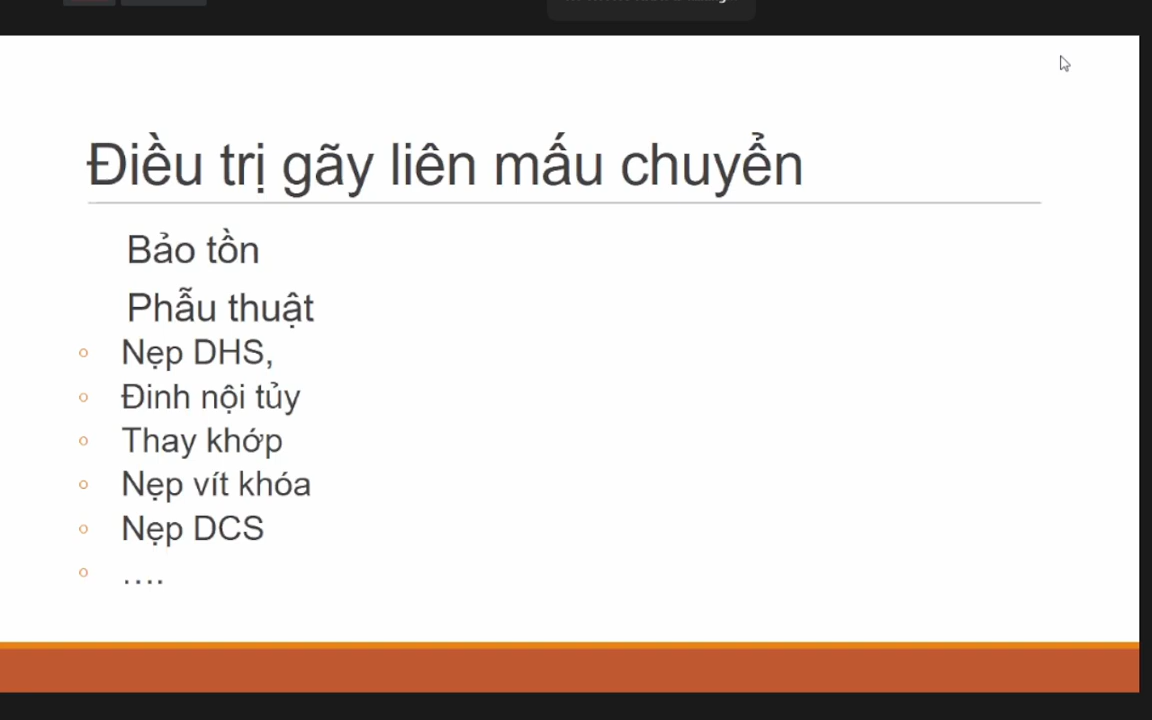 Điều trị gãy liên mấu chuyển
Bảo tồn
Phẫu thuật
Nẹp DHS,
Đinh nội tủy
Thay khớp
Nẹp vít khóa
Nẹp DCS
....